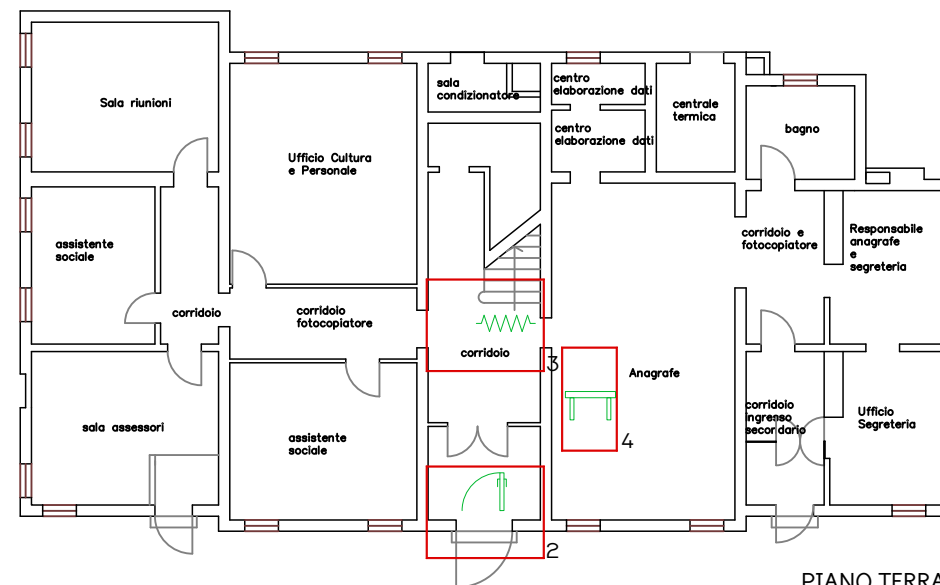 sala
condizionatore
centro
elaborazione dati
Sala riunioni
centrale
termica
centro
elaborazione dati
bagno
Ufficio Cultura
e Personale
assistente
sociale
corridoio e
fotocopiatore
Responsabile
anagrafe
e
segreteria
corridoio
corridoio
fotocopiatore
corridoio
3
Anagrafe
sala assessori
assistente
sociale
4
corridoio
ingresso
secondario
Ufficio
Segreteria
2
PIANO TERRA